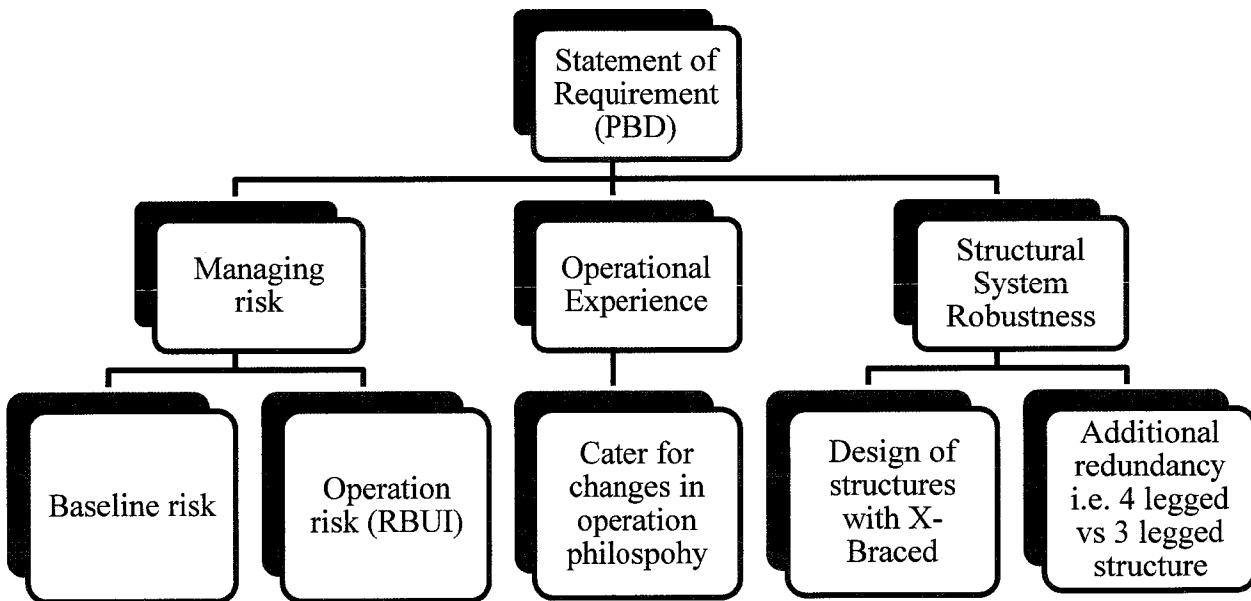 Statement of
Requirement
(PBD)
Managing
risk
Operational
Experience
Structural
System
Robustness
Baseline risk
Operation
risk (RBUI)
Cater for
changes in
operation
philospohy
Design of
structures
with X-
Braced
Additional
redundancy
i.e. 4 legged
vs 3 legged
structure